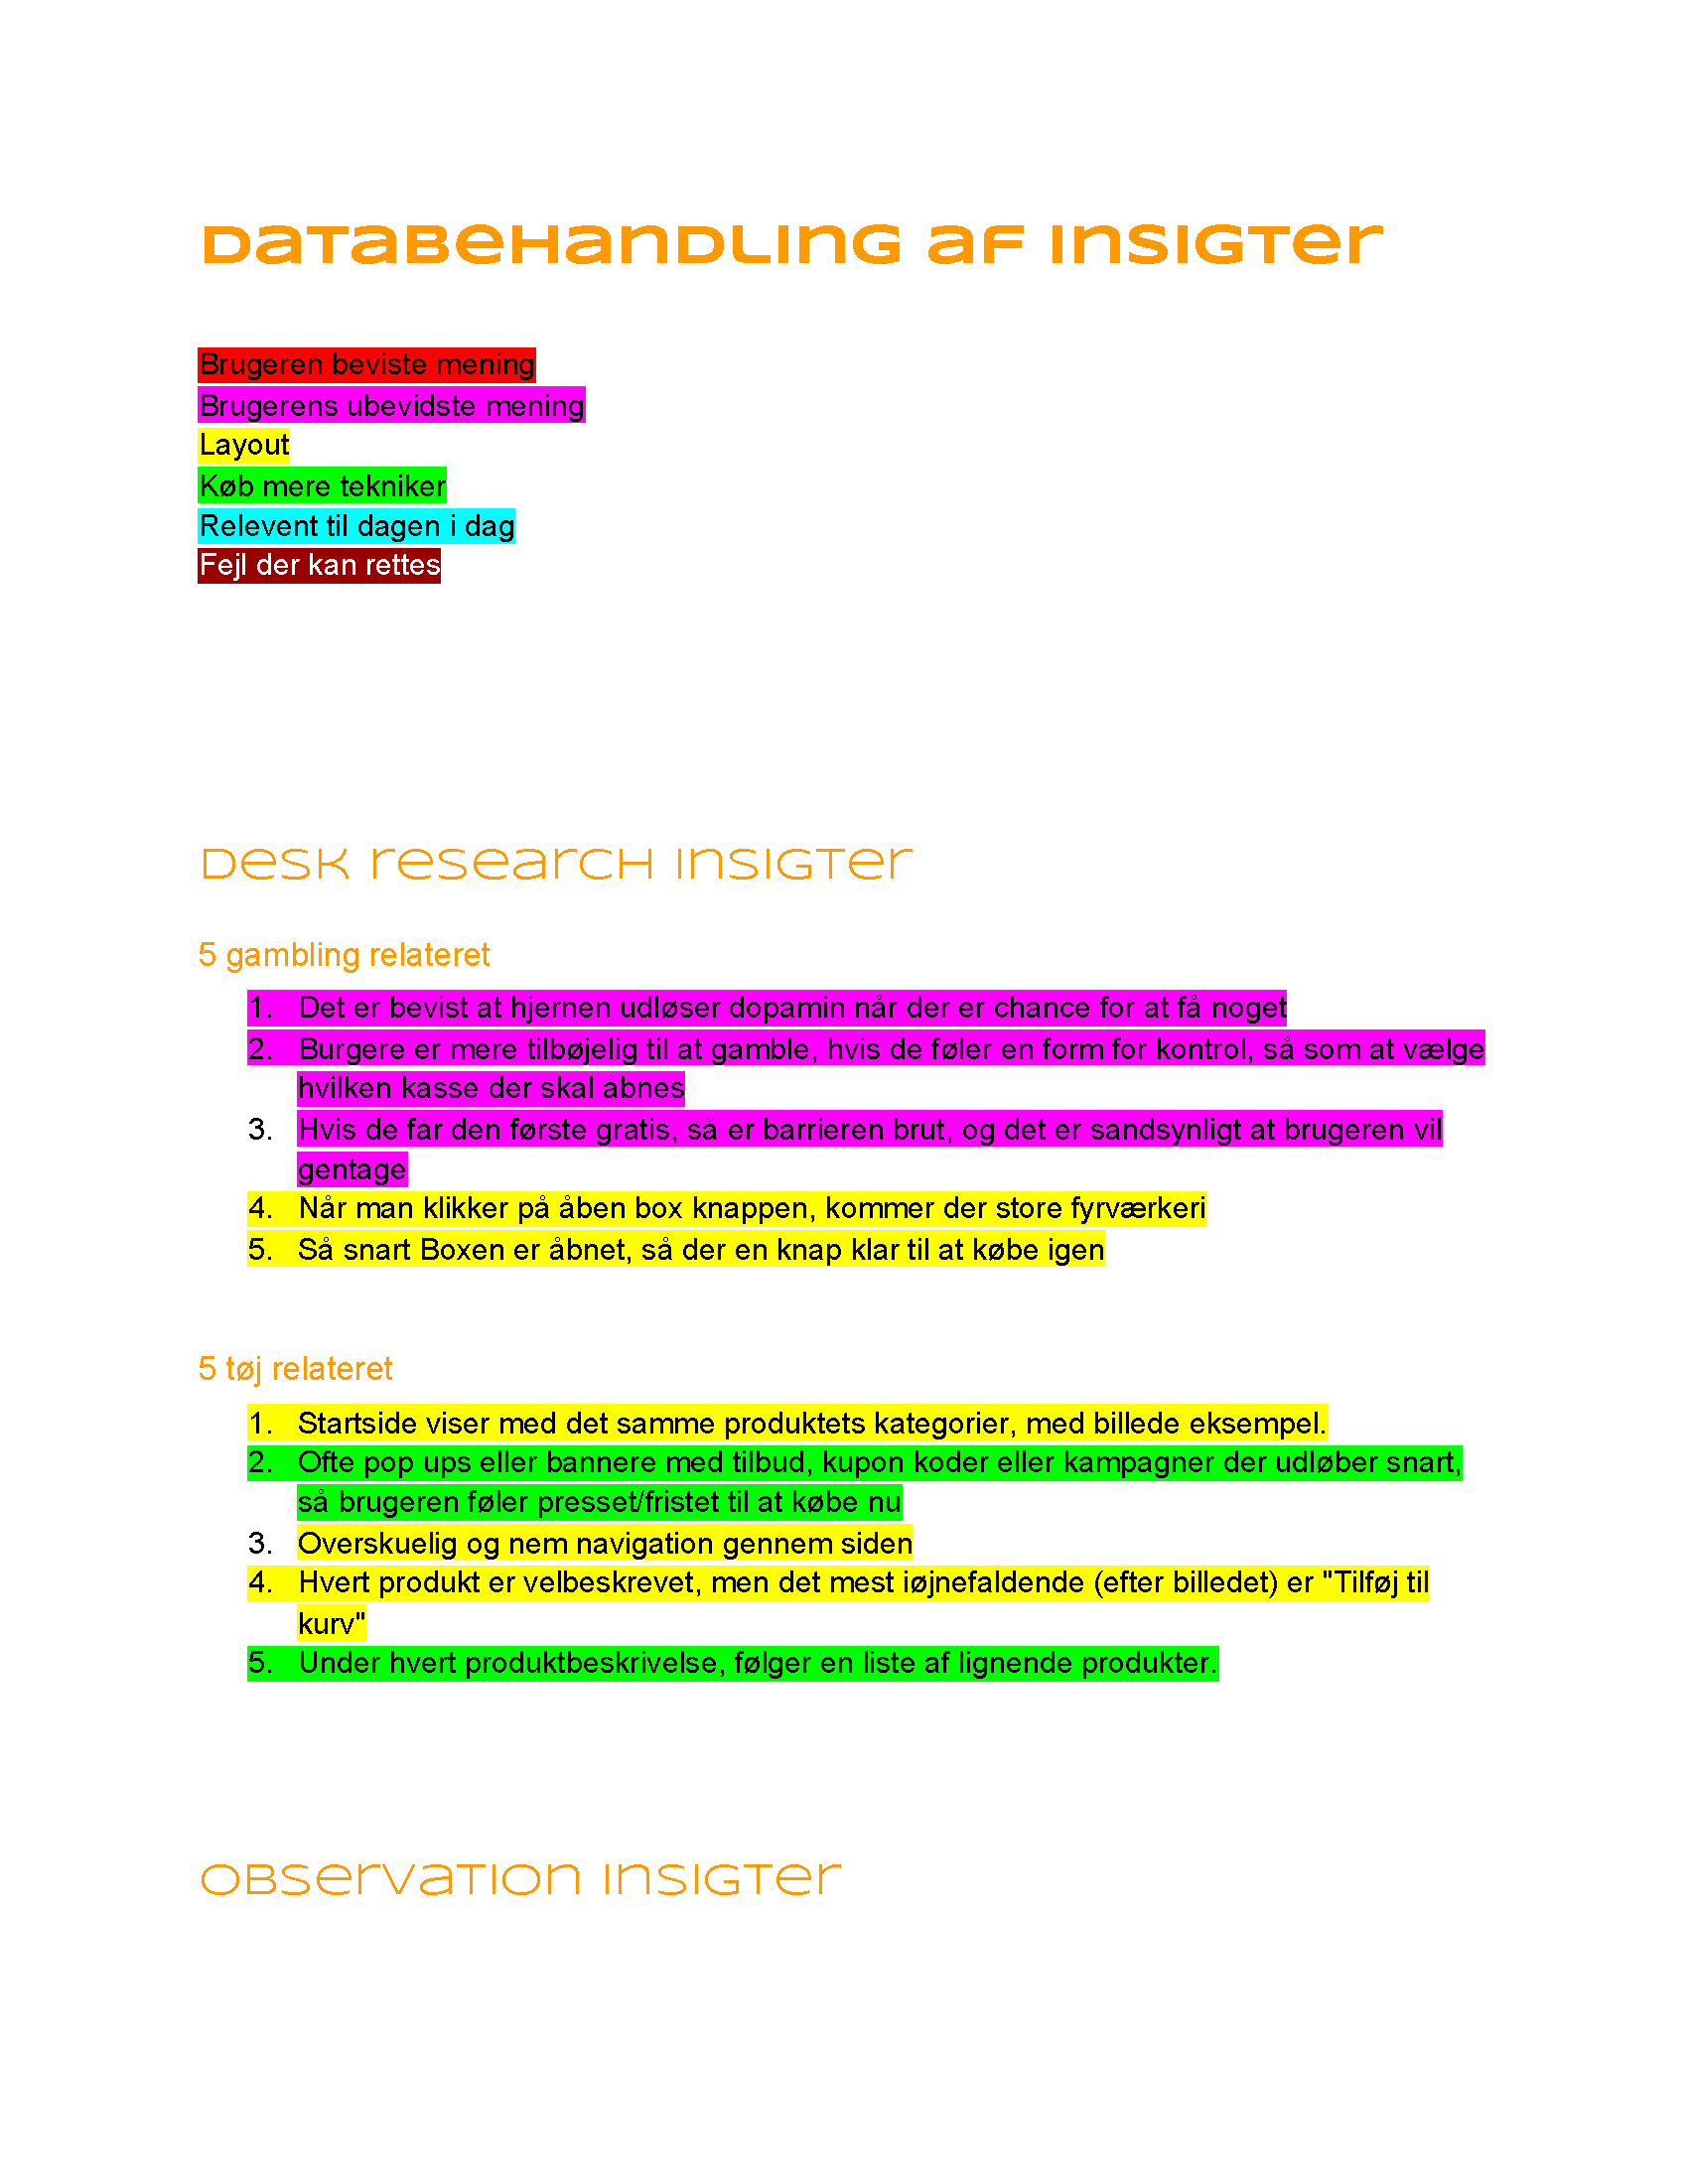 Databehandling af insigter
Brugeren beviste mening
Brugerens ubevidste mening
Layout
Køb mere tekniker
Relevent til dagen i dag
Fejl der kan rettes
Desk research insigter
5 gambling relateret
1. Det er bevist at hjernen udløser dopamin når der er chance for at få noget
2. Burgere er mere tilbøjelig til at gamble, hvis de føler en form for kontrol, så som at vælge
hvilken kasse der skal åbnes
3. Hvis de får den første gratis, så er barrieren brut, og det er sandsynligt at brugeren vil
gentage
4. Når man klikker på åben box knappen, kommer der store fyrværkeri
5. Så snart Boxen er åbnet, så der en knap klar til at købe igen
5 tøj relateret
1. Startside viser med det samme produktets kategorier, med billede eksempel.
2. Ofte pop ups eller bannere med tilbud, kupon koder eller kampagner der udløber snart,
så brugeren føler presset/fristet til at købe nu
3. Overskuelig og nem navigation gennem siden
4. Hvert produkt er velbeskrevet, men det mest iøjnefaldende (efter billedet) er "Tilføj til
kurv"
5. Under hvert produktbeskrivelse, følger en liste af lignende produkter.
Observation insigter